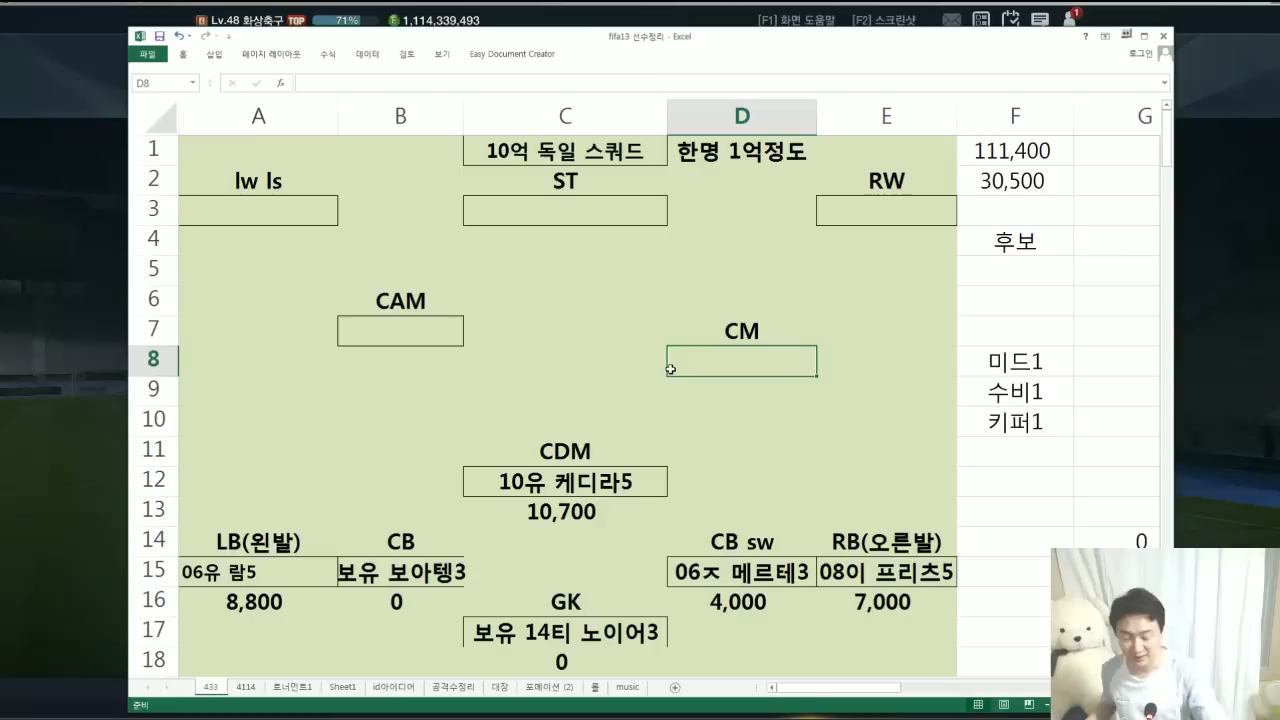 Lv.48 화상축구 TOP 71% 1,114,339,493 [F1] 화면 도움말 [F2] 스크린샷 1
fifa13 선수정리 - Excel
파일 홈 삽입 페이지 레이아웃 수식 데이터 검토 보기 Easy Document Creator 로그인
D8 fx
A B C D E F G
1 10억 독일 스쿼드 한명 1억정도 111,400
2 lw ls ST RW 30,500
3
4 후보
5
6 CAM
7 CM
8 미드1
9 수비1
10 키퍼1
11 CDM
12 10유 케디라5
13 10,700
14 LB(왼발) CB CB sw RB(오른발) 0
15 06유 람5 보유 보아텡3 06ㅈ 메르테3 08이 프리츠5
16 8,800 0 GK 4,000 7,000
17 보유 14티 노이어3
18 0
433 4114 트너먼트1 Sheet1 id아이디어 공격수정리 대장 포메이션 (2) 룰 music
준비